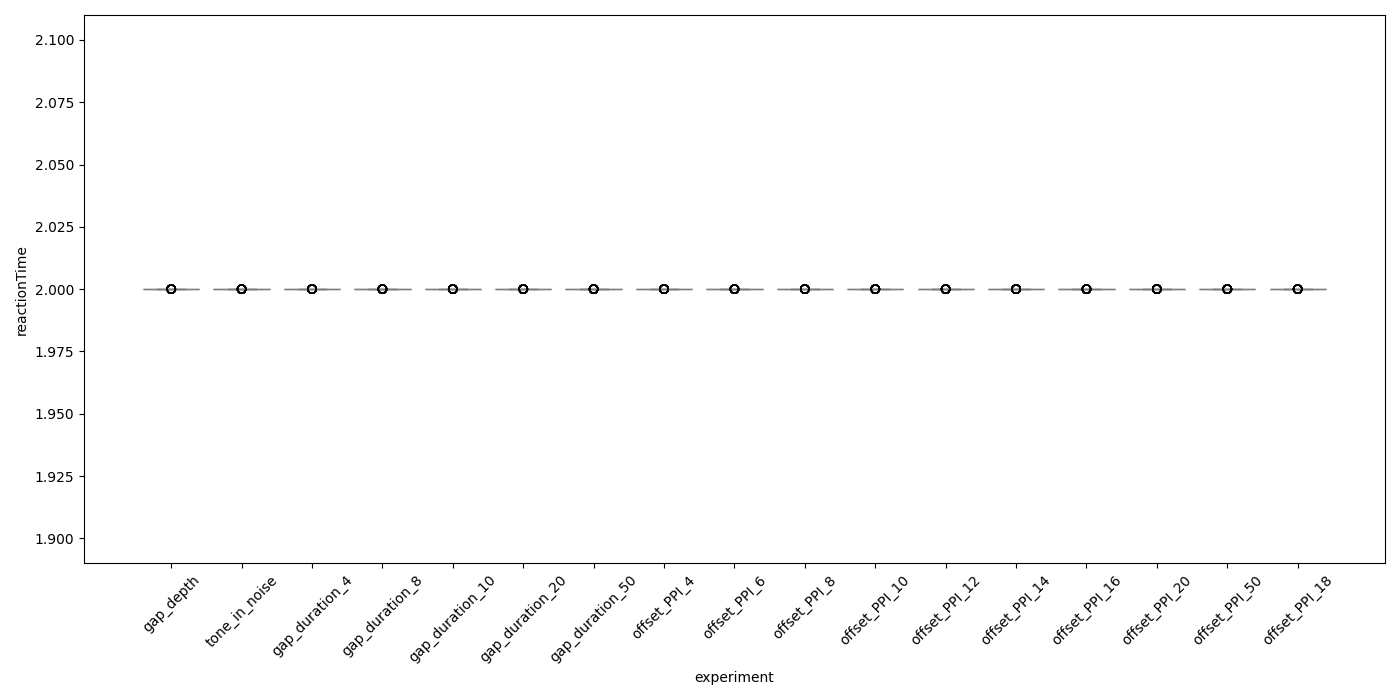 2.100
2.075
2.050
2.025
2.000
1.975
1.950
1.925
1.900
reactionTime
gap_depth
tone_in_noise
gap_duration_4
gap_duration_8
gap_duration_10
gap_duration_20
gap_duration_50
offset_PPI_4
offset_PPI_6
offset_PPI_8
offset_PPI_10
offset_PPI_12
offset_PPI_14
offset_PPI_16
offset_PPI_20
offset_PPI_50
offset_PPI_18
experiment